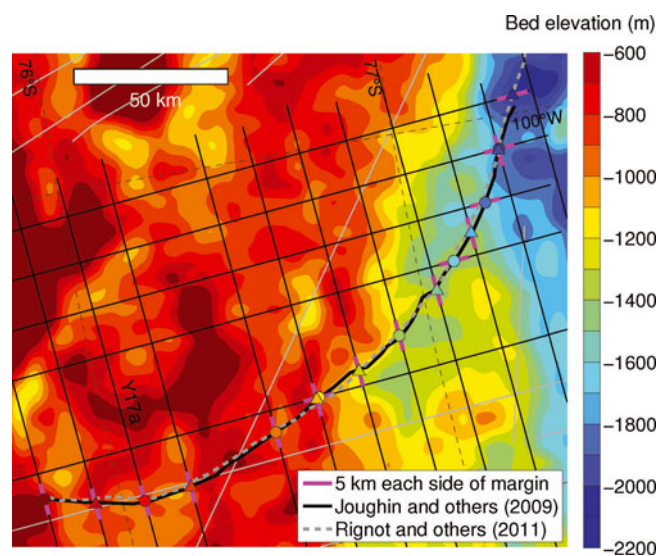 Bed elevation (m)
76°S
50 km
77°S
100°W
Y17a
-600
-800
-1000
-1200
-1400
-1600
-1800
-2000
-2200
5 km each side of margin
Joughin and others (2009)
Rignot and others (2011)